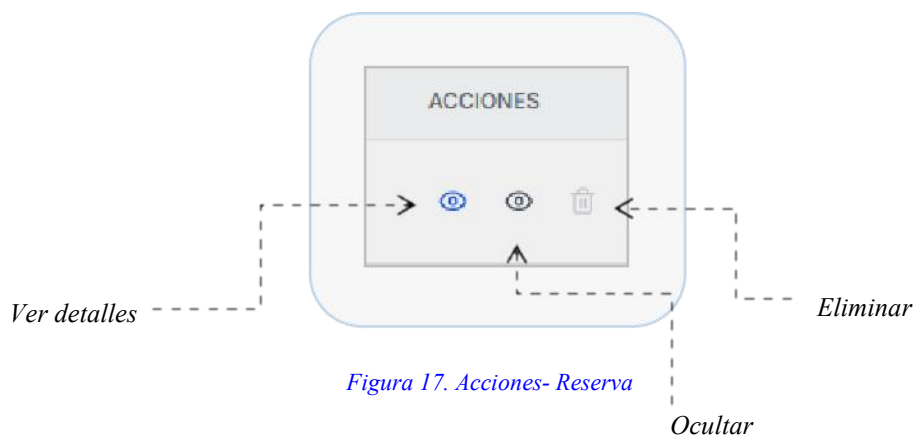 ACCIONES
Ver detalles
Eliminar
Figura 17. Acciones- Reserva
Ocultar